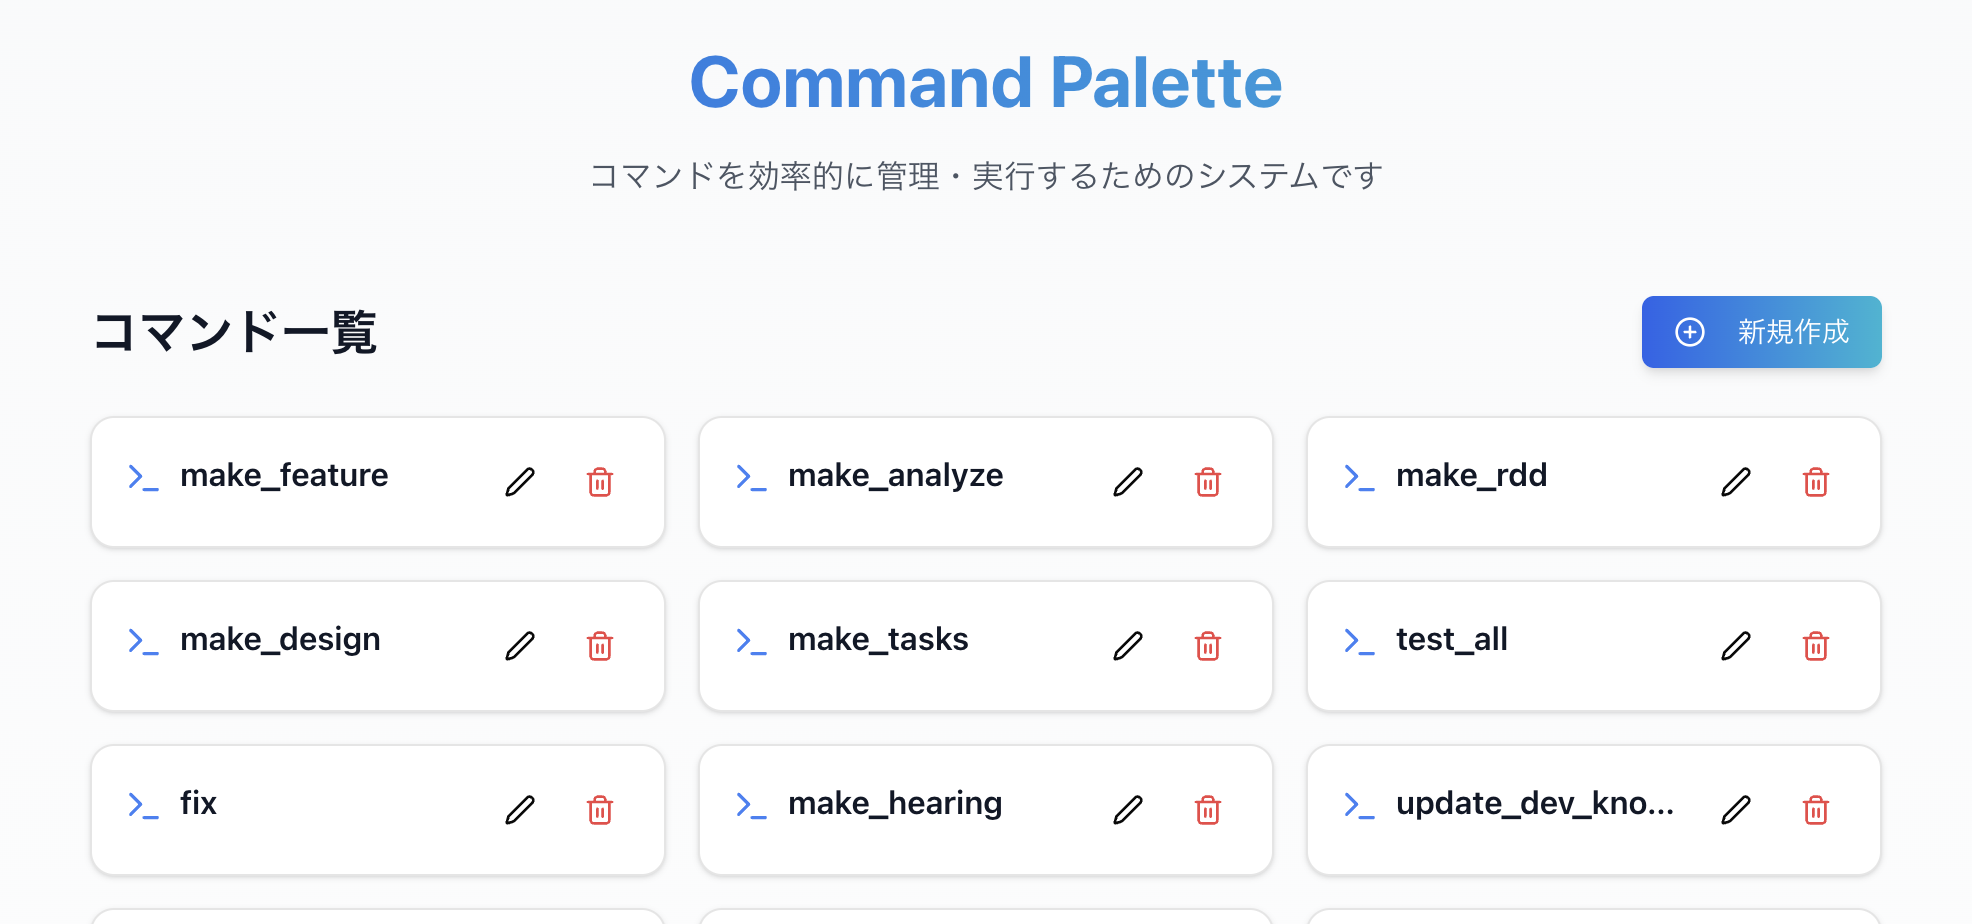 Command Palette
コマンドを効率的に管理・実行するためのシステムです
コマンド一覧
新規作成
make_feature
make_analyze
make_rdd
make_design
make_tasks
test_all
fix
make_hearing
update_dev_kno...